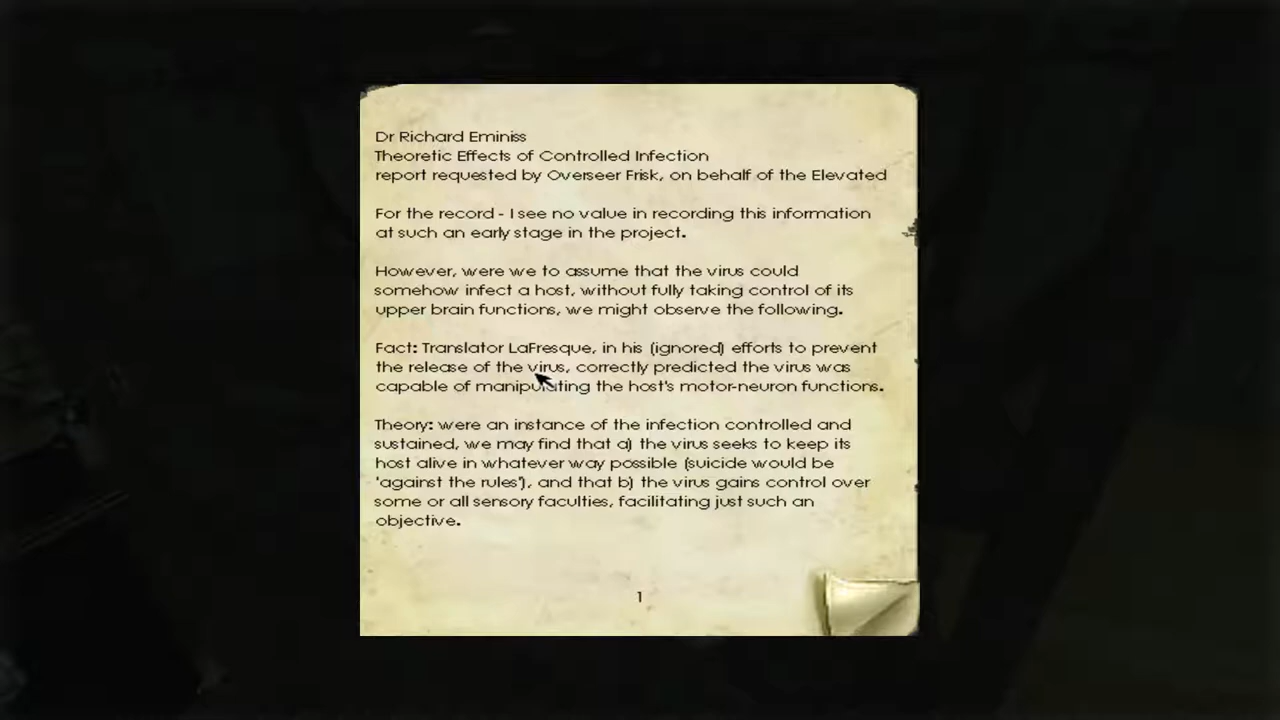 Dr Richard Eminiss
Theoretic Effects of Controlled Infection
report requested by Overseer Frisk, on behalf of the Elevated
For the record - I see no value in recording this information
at such an early stage in the project.
However, were we to assume that the virus could
somehow infect a host, without fully taking control of its
upper brain functions, we might observe the following.
Fact: Translator LaFresque, in his (ignored) efforts to prevent
the release of the virus, correctly predicted the virus was
capable of manipulating the host's motor-neuron functions.
Theory: were an instance of the infection controlled and
sustained, we may find that a) the virus seeks to keep its
host alive in whatever way possible (suicide would be
'against the rules'), and that b) the virus gains control over
some or all sensory faculties, facilitating just such an
objective.
1